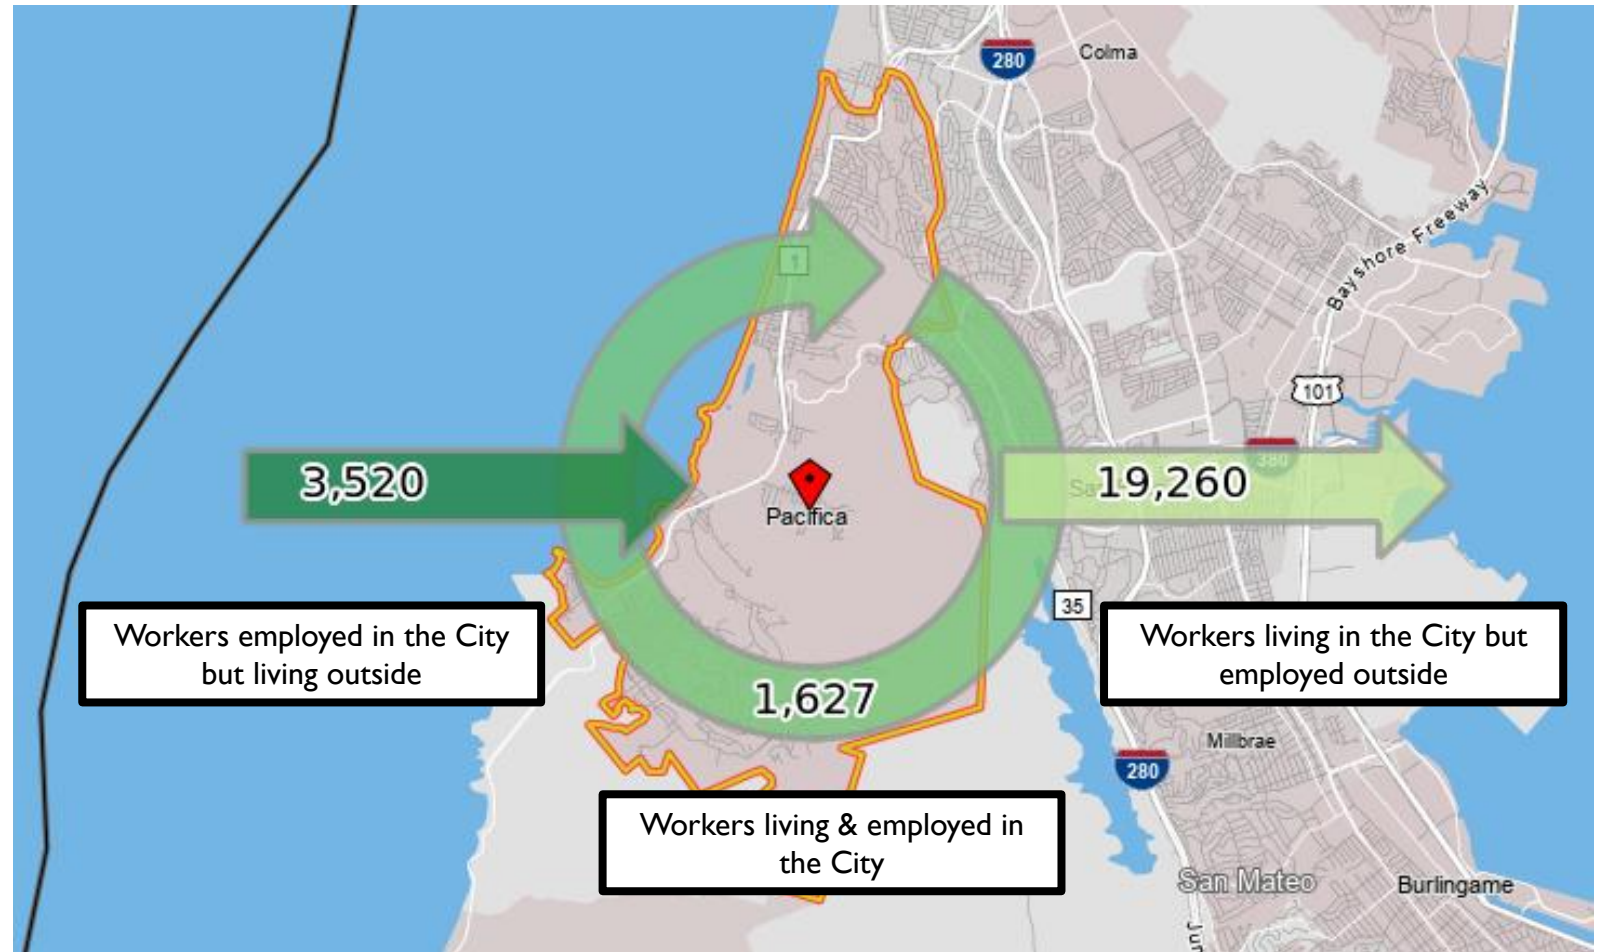 280
Colma
1
Bayshore Freeway
101
380
3,520
19,260
Pacifica
35
Workers employed in the City
but living outside
Workers living in the City but
employed outside
1,627
Millbrae
280
Workers living & employed in
the City
San Mateo
Burlingame